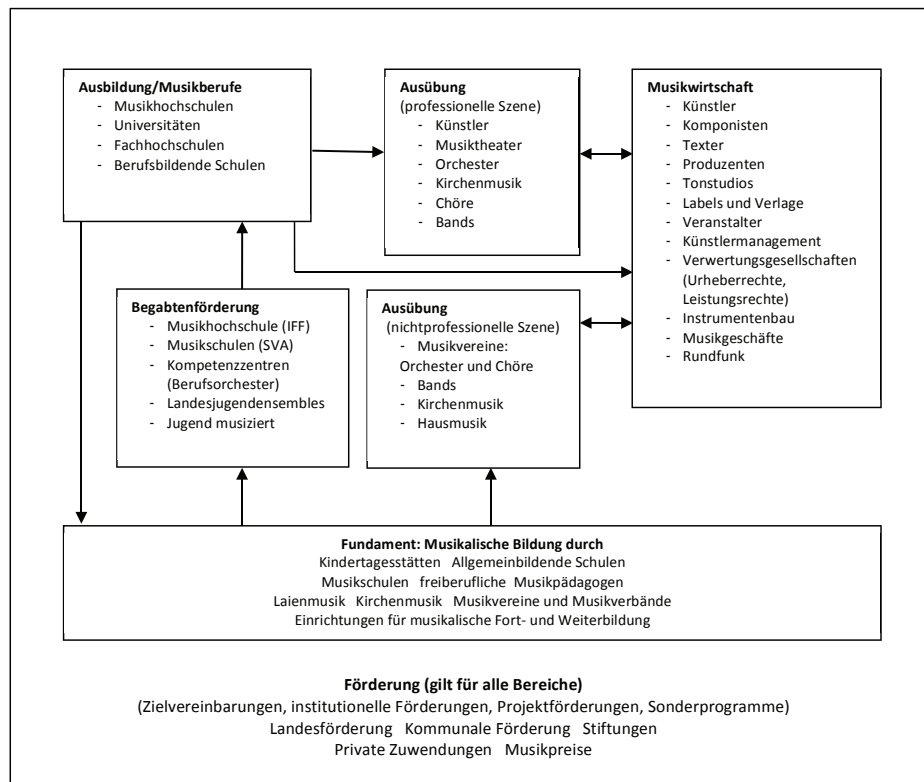 Ausbildung/Musikberufe
- Musikhochschulen
- Universitäten
- Fachhochschulen
- Berufsbildende Schulen
Ausübung
(professionelle Szene)
- Künstler
- Musiktheater
- Orchester
- Kirchenmusik
- Chöre
- Bands
Musikwirtschaft
- Künstler
- Komponisten
- Texter
- Produzenten
- Tonstudios
- Labels und Verlage
- Veranstalter
- Künstlermanagement
- Verwertungsgesellschaften
(Urheberrechte,
Leistungsrechte)
- Instrumentenbau
- Musikgeschäfte
- Rundfunk
Begabtenförderung
- Musikhochschule (IFF)
- Musikschulen (SVA)
- Kompetenzzentren
(Berufsorchester)
- Landesjugendensembles
- Jugend musiziert
Ausübung
(nichtprofessionelle Szene)
- Musikvereine:
Orchester und Chöre
- Bands
- Kirchenmusik
- Hausmusik
Fundament: Musikalische Bildung durch
Kindertagesstätten Allgemeinbildende Schulen
Musikschulen freiberufliche Musikpädagogen
Laienmusik Kirchenmusik Musikvereine und Musikverbände
Einrichtungen für musikalische Fort- und Weiterbildung
Förderung (gilt für alle Bereiche)
(Zielvereinbarungen, institutionelle Förderungen, Projektförderungen, Sonderprogramme)
Landesförderung Kommunale Förderung Stiftungen
Private Zuwendungen Musikpreise